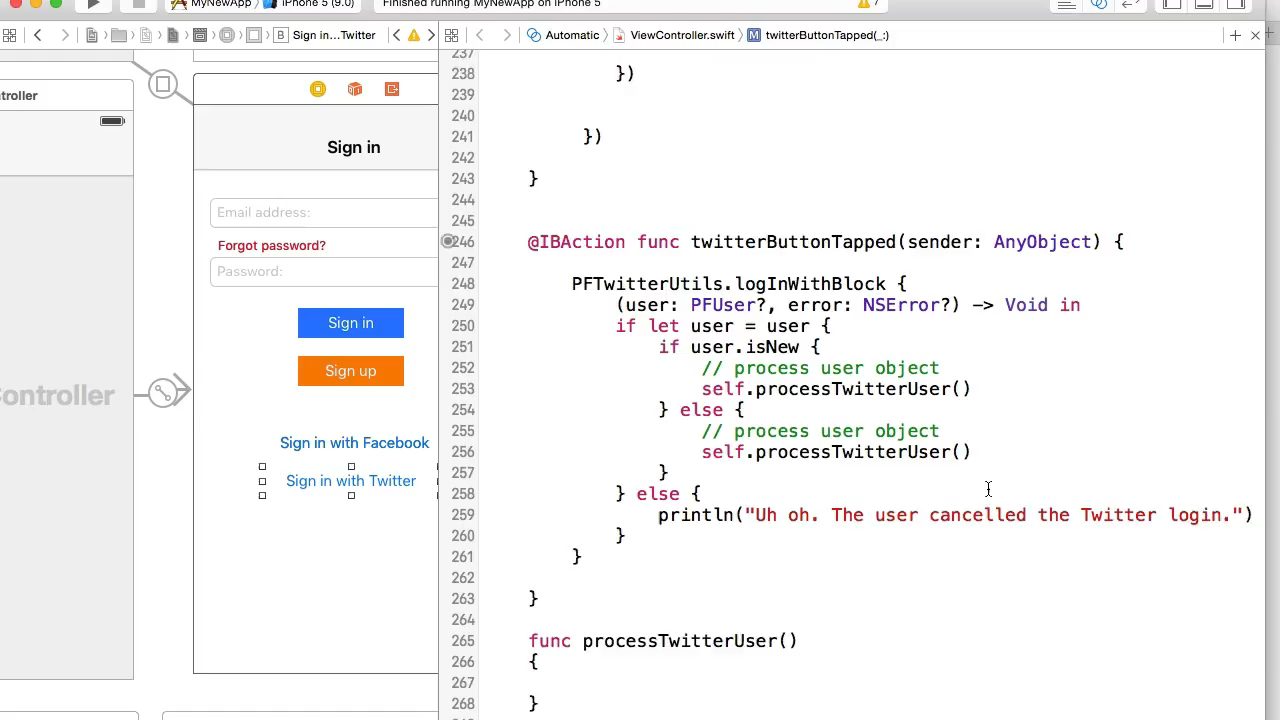 MyNewApp
iPhone 5 (9.0)
Finished running MyNewApp on iPhone 5
7
B Sign in...Twitter
Automatic
ViewController.swift
M twitterButtonTapped(_:)
troller
Sign in
Email address:
Forgot password?
Password:
Sign in
Sign up
Controller
Sign in with Facebook
Sign in with Twitter
237
238 })
239
240
241 })
242
243 }
244
245
246 @IBAction func twitterButtonTapped(sender: AnyObject) {
247
248 PFTwitterUtils.logInWithBlock {
249 (user: PFUser?, error: NSError?) -> Void in
250 if let user = user {
251 if user.isNew {
252 // process user object
253 self.processTwitterUser()
254 } else {
255 // process user object
256 self.processTwitterUser()
257 }
258 } else {
259 println("Uh oh. The user cancelled the Twitter login.")
260 }
261 }
262
263 }
264
265 func processTwitterUser()
266 {
267
268 }